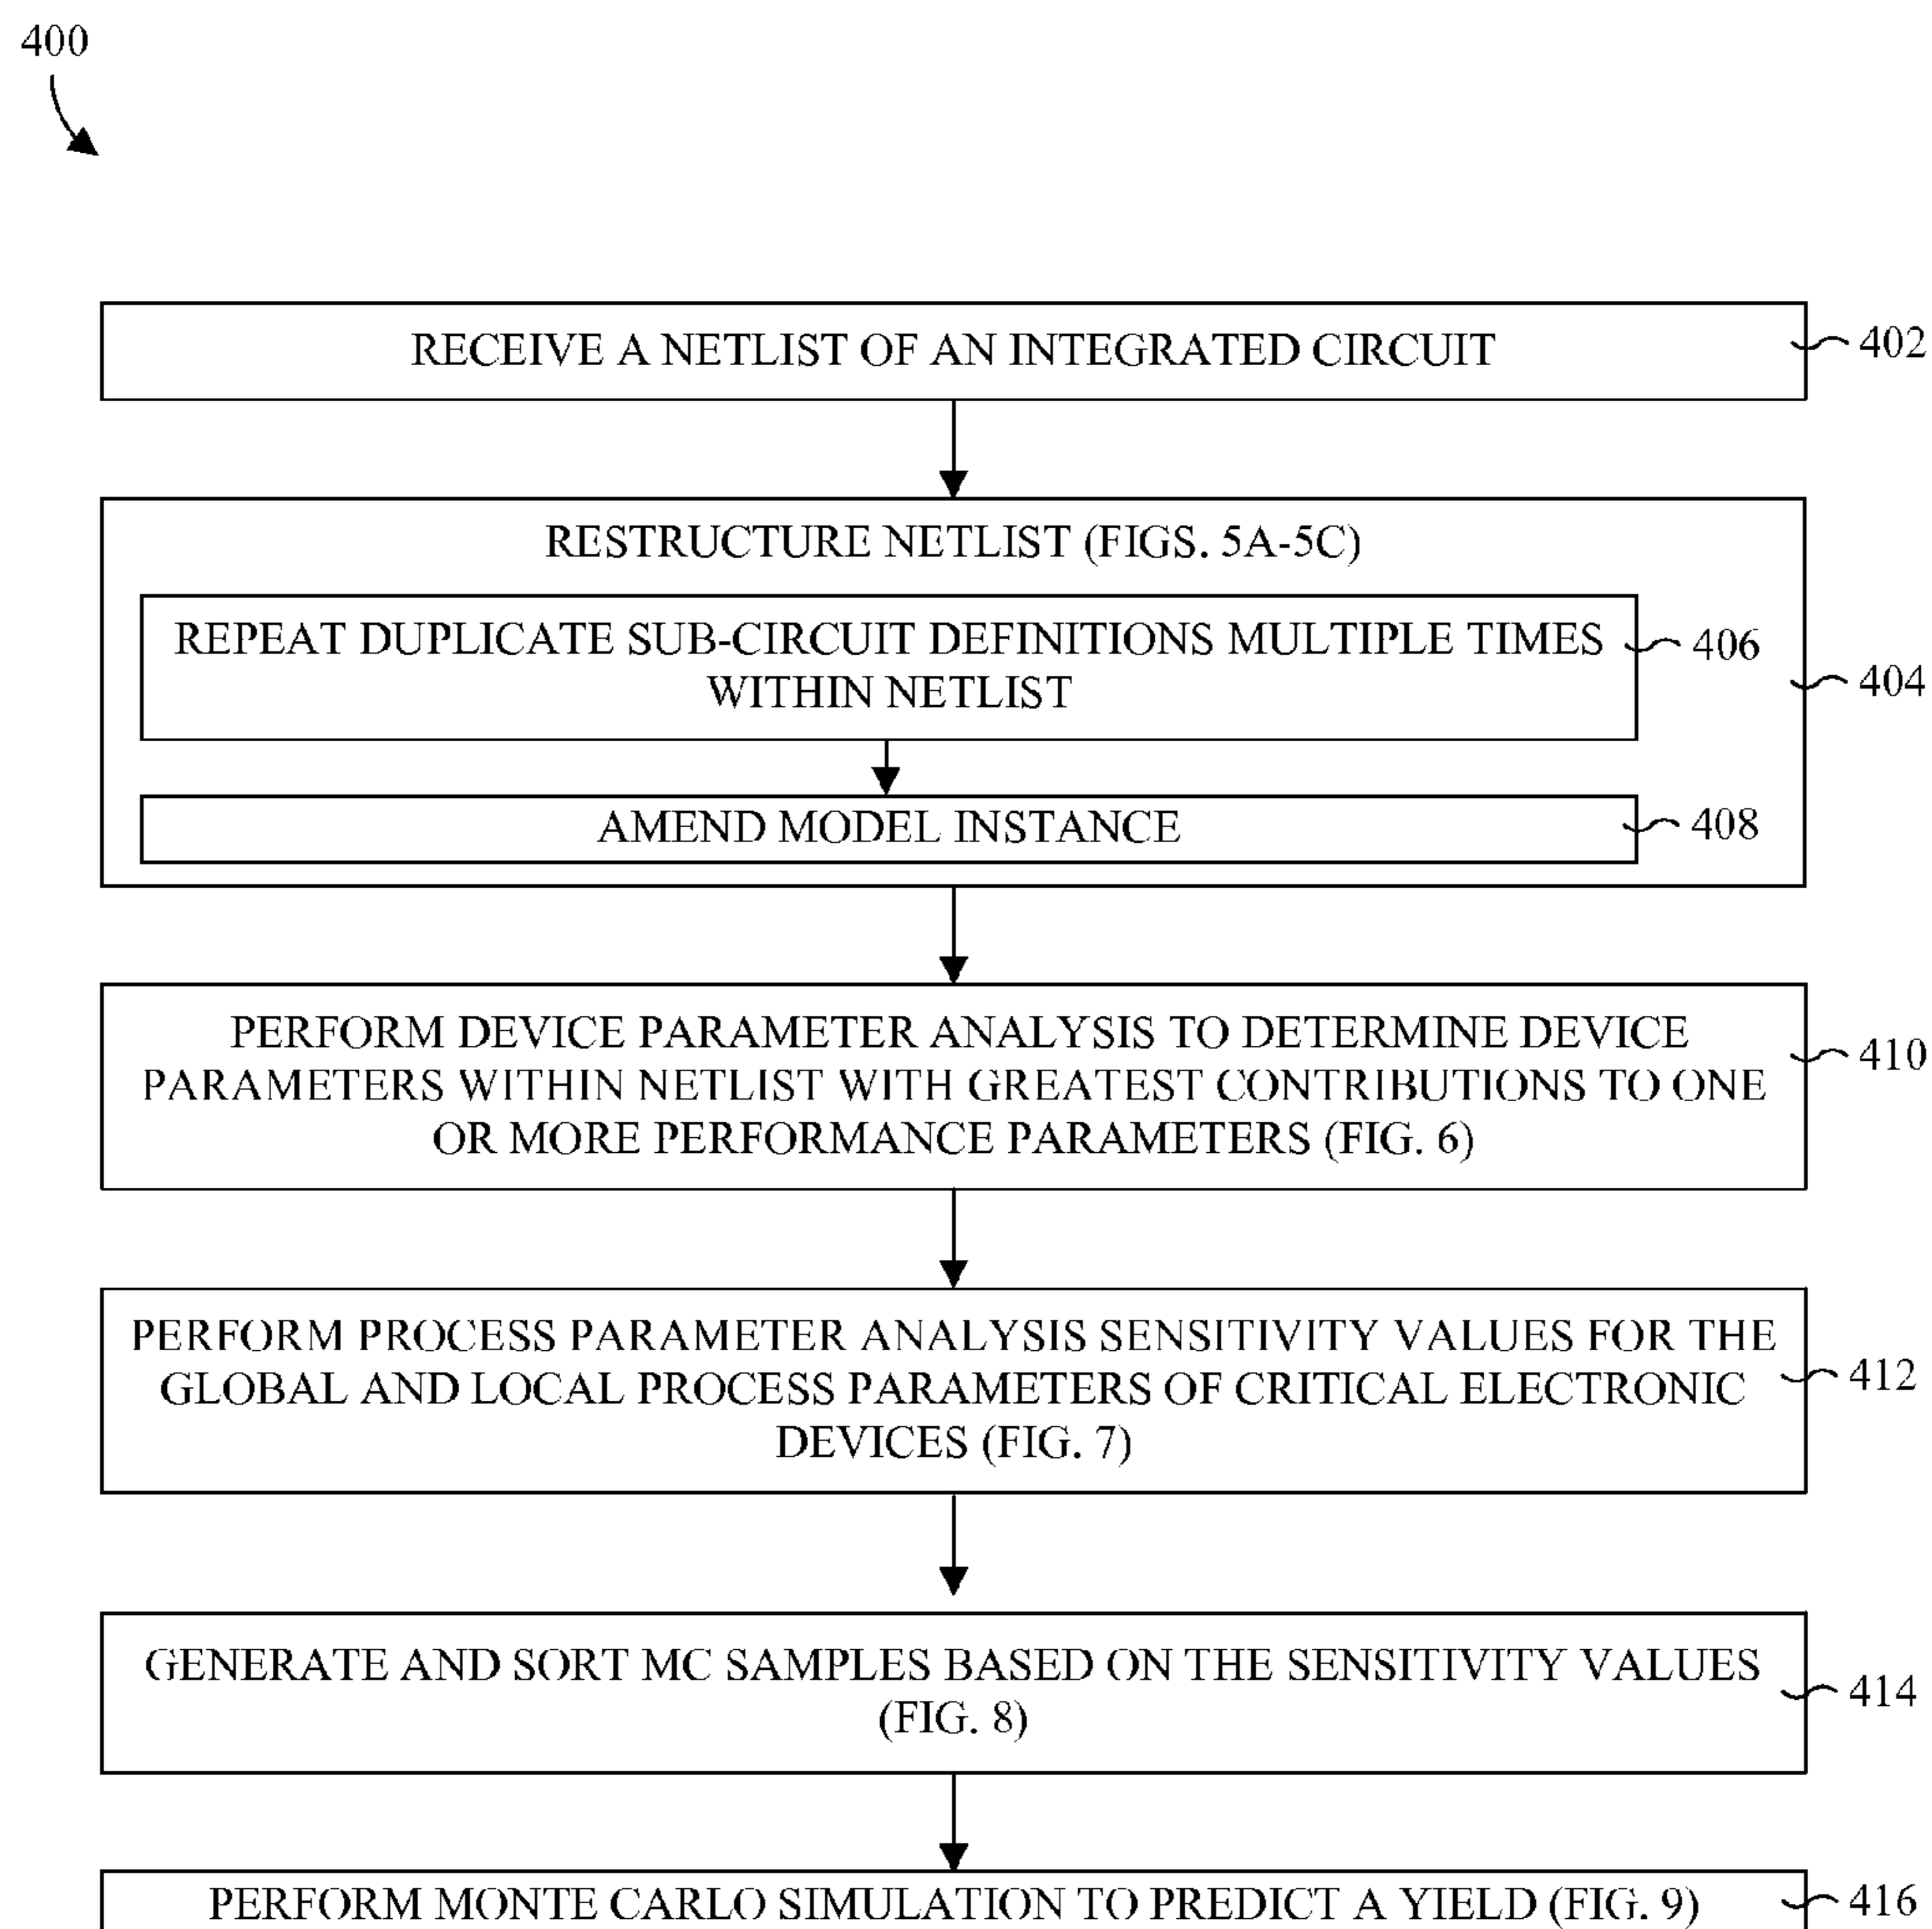 400
RECEIVE A NETLIST OF AN INTEGRATED CIRCUIT
402
RESTRUCTURE NETLIST (FIGS. 5A-5C)
404
REPEAT DUPLICATE SUB-CIRCUIT DEFINITIONS MULTIPLE TIMES
WITHIN NETLIST
406
AMEND MODEL INSTANCE
408
PERFORM DEVICE PARAMETER ANALYSIS TO DETERMINE DEVICE
PARAMETERS WITHIN NETLIST WITH GREATEST CONTRIBUTIONS TO ONE
OR MORE PERFORMANCE PARAMETERS (FIG. 6)
410
PERFORM PROCESS PARAMETER ANALYSIS SENSITIVITY VALUES FOR THE
GLOBAL AND LOCAL PROCESS PARAMETERS OF CRITICAL ELECTRONIC
DEVICES (FIG. 7)
412
GENERATE AND SORT MC SAMPLES BASED ON THE SENSITIVITY VALUES
(FIG. 8)
414
PERFORM MONTE CARLO SIMULATION TO PREDICT A YIELD (FIG. 9)
416